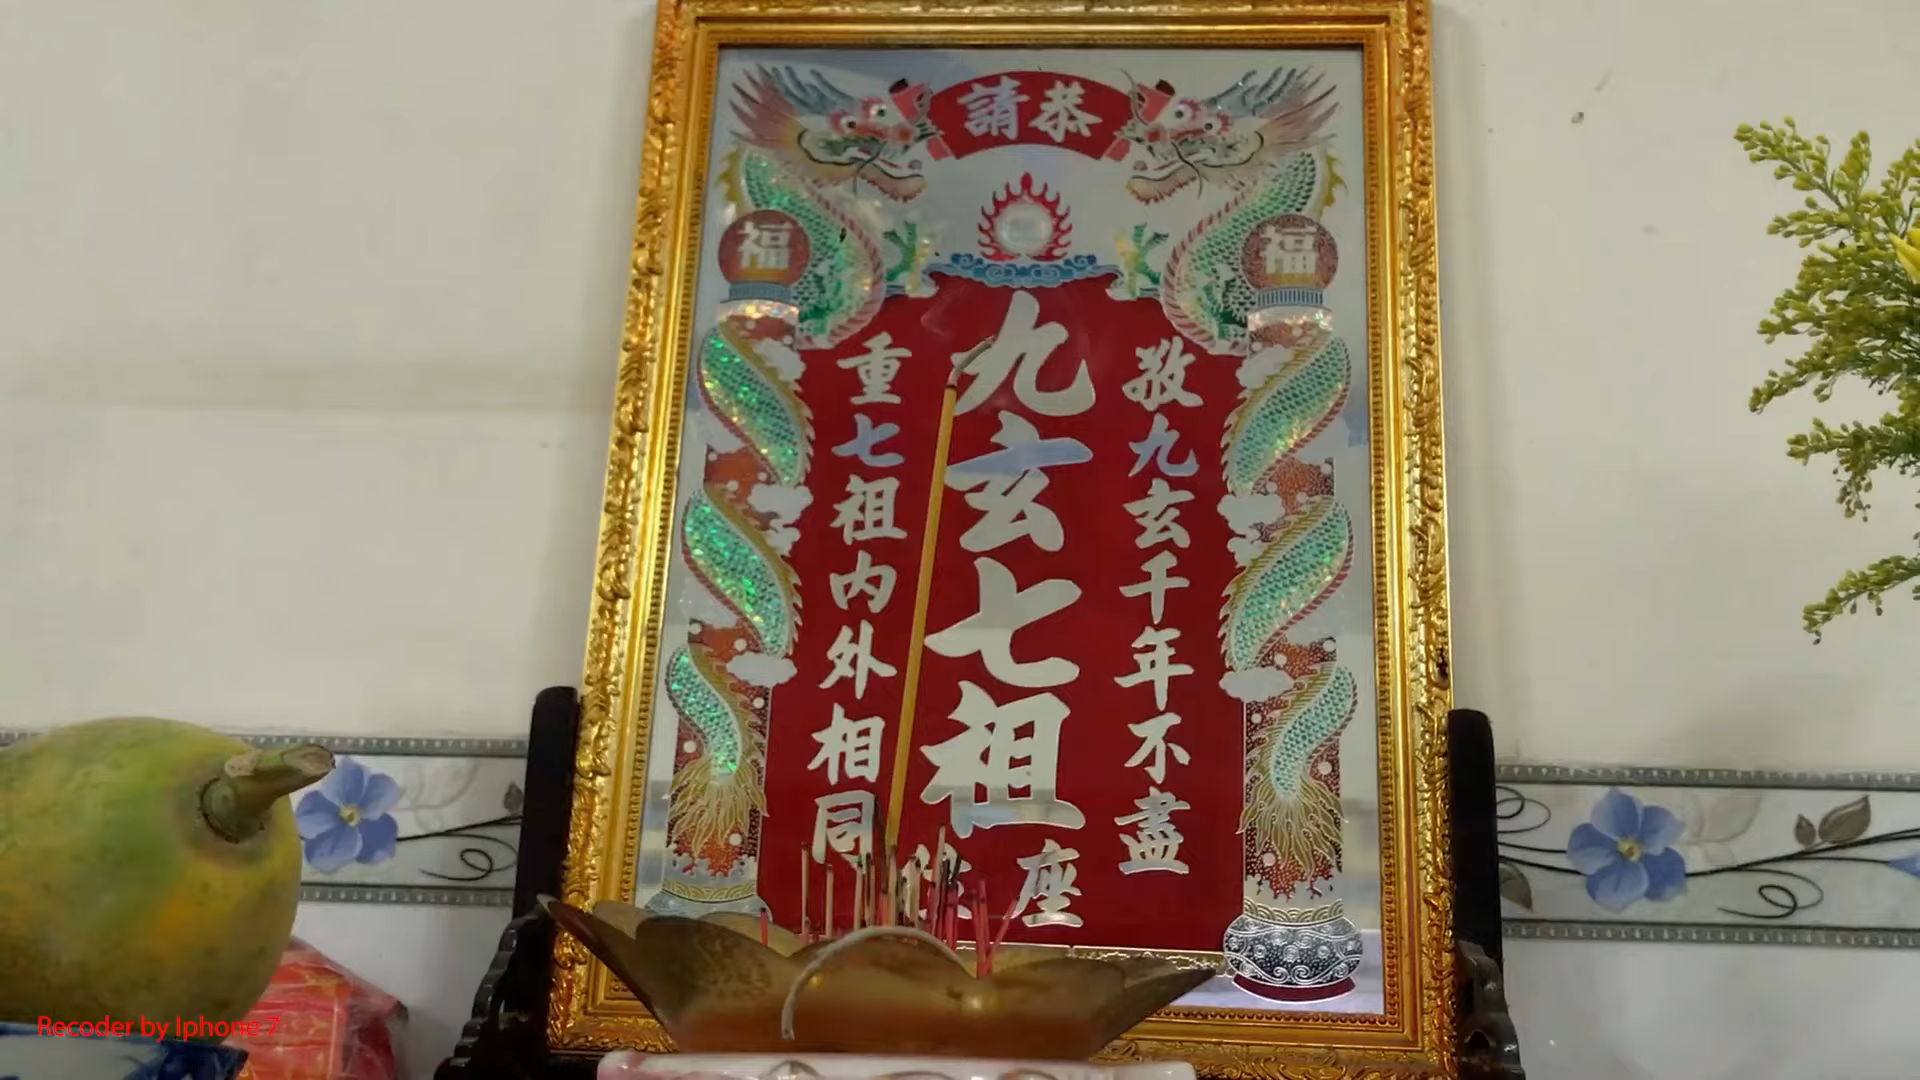 恭請
福
福
敬九玄千年不盡
九玄七祖
座
重七祖内外相同
Recoder by Iphone 7